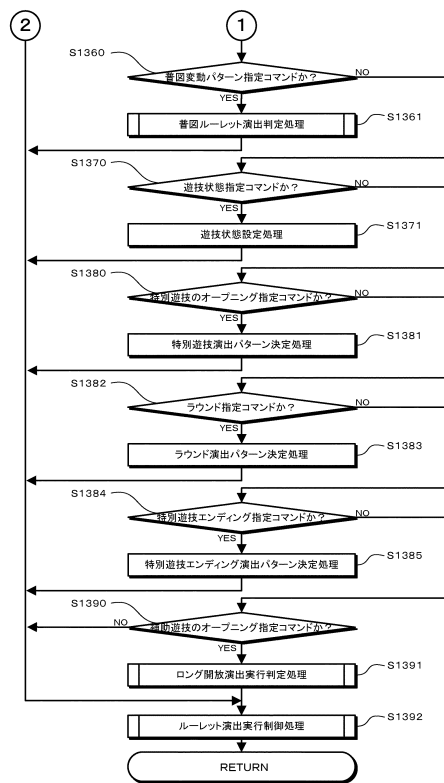 2
1
S1360
普図変動パターン指定コマンドか？
NO
YES
普図ルーレット演出判定処理
S1361
S1370
遊技状態指定コマンドか？
NO
YES
遊技状態設定処理
S1371
S1380
特別遊技のオープニング指定コマンドか？
NO
YES
特別遊技演出パターン決定処理
S1381
S1382
ラウンド指定コマンドか？
NO
YES
ラウンド演出パターン決定処理
S1383
S1384
特別遊技エンディング指定コマンドか？
NO
YES
特別遊技エンディング演出パターン決定処理
S1385
S1390
補助遊技のオープニング指定コマンドか？
NO
YES
ロング開放演出実行判定処理
S1391
ルーレット演出実行制御処理
S1392
RETURN